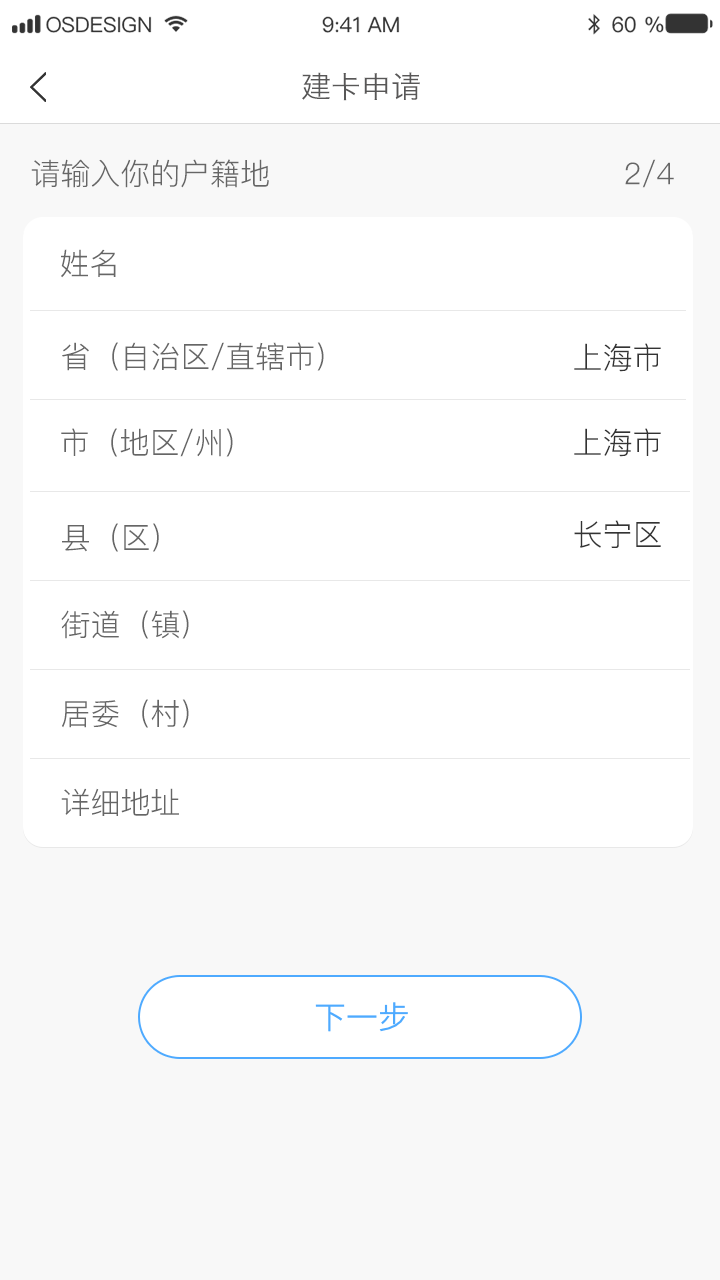 OSDESIGN 9:41 AM 60 %
建卡申请
请输入你的户籍地 2/4
姓名
省（自治区/直辖市） 上海市
市（地区/州） 上海市
县（区） 长宁区
街道（镇）
居委（村）
详细地址
下一步